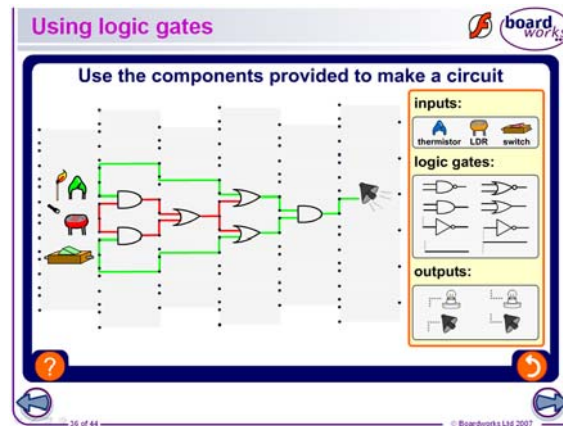 Using logic gates
board
works
Use the components provided to make a circuit
inputs:
thermistor LDR switch
logic gates:
outputs:
?
36 of 44
© Boardworks Ltd 2007